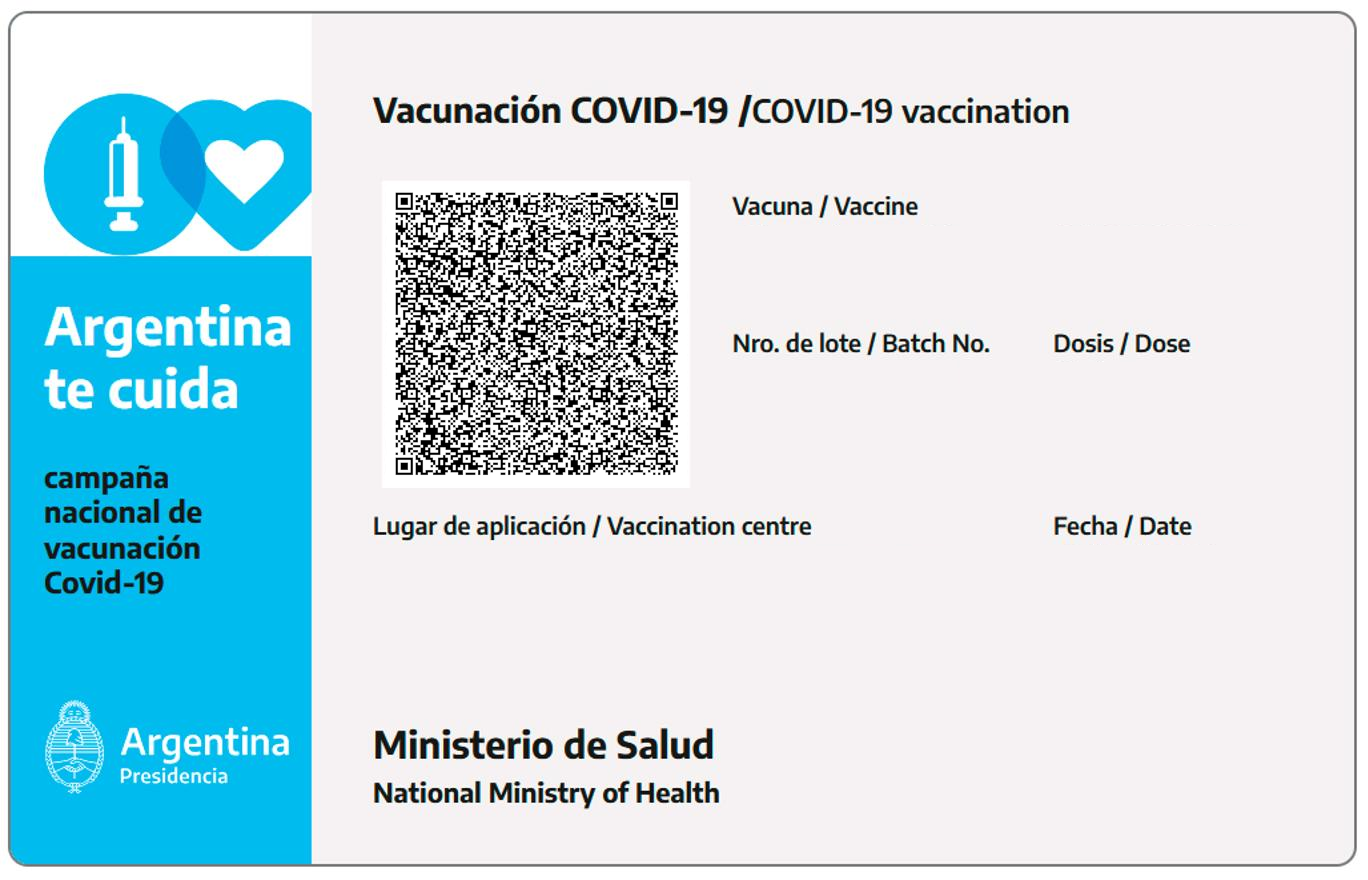 Vacunación COVID-19 /COVID-19 vaccination
Vacuna / Vaccine
Nro. de lote / Batch No.
Dosis / Dose
Lugar de aplicación / Vaccination centre
Fecha / Date
Ministerio de Salud
National Ministry of Health
Argentina
te cuida
campaña
nacional de
vacunación
Covid-19
Argentina
Presidencia